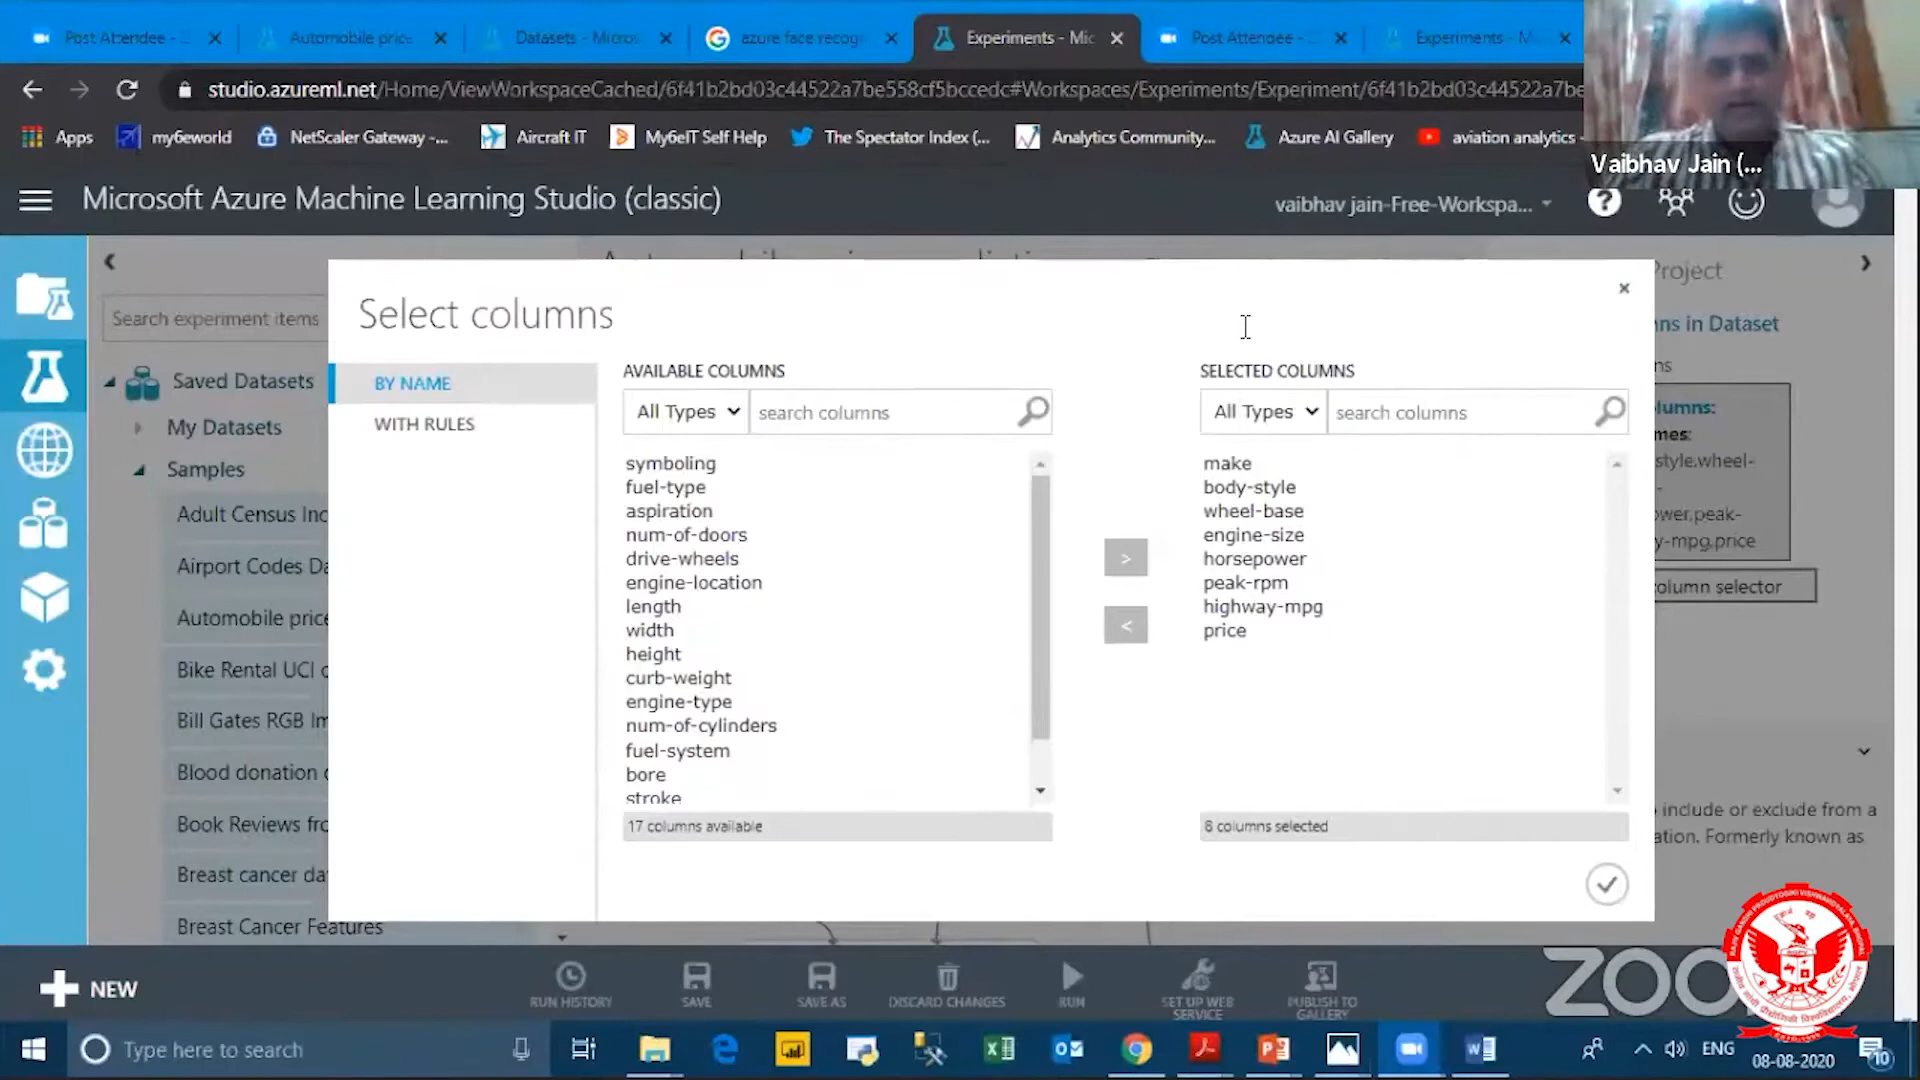 Post Attendee - Z
Automobile price
Datasets - Micros
azure face recog
Experiments - Mic
Post Attendee -
Experiments - M
studio.azureml.net/Home/ViewWorkspaceCached/6f41b2bd03c44522a7be558cf5bccedc#Workspaces/Experiments/Experiment/6f41b2bd03c44522a7be
Apps
my6eworld
NetScaler Gateway -...
Aircraft IT
My6eIT Self Help
The Spectator Index (...
Analytics Community...
Azure AI Gallery
aviation analytics -
Vaibhav Jain (...
Microsoft Azure Machine Learning Studio (classic)
vaibhav jain-Free-Workspa...
Search experiment items
Saved Datasets
My Datasets
Samples
Adult Census Inc
Airport Codes Da
Automobile price
Bike Rental UCI
Bill Gates RGB Im
Blood donation
Book Reviews fro
Breast cancer da
Breast Cancer Features
Select columns
BY NAME
WITH RULES
AVAILABLE COLUMNS
All Types
search columns
symboling
fuel-type
aspiration
num-of-doors
drive-wheels
engine-location
length
width
height
curb-weight
engine-type
num-of-cylinders
fuel-system
bore
stroke
17 columns available
>
<
SELECTED COLUMNS
All Types
search columns
make
body-style
wheel-base
engine-size
horsepower
peak-rpm
highway-mpg
price
8 columns selected
Project
ns in Dataset
ns
lumns:
mes:
style,wheel-
ower,peak-
y-mpg,price
olumn selector
include or exclude from a
ation. Formerly known as
NEW
RUN HISTORY
SAVE
SAVE AS
DISCARD CHANGES
RUN
SET UP WEB
SERVICE
PUBLISH TO
GALLERY
ZOO
Type here to search
ENG
08-08-2020
10